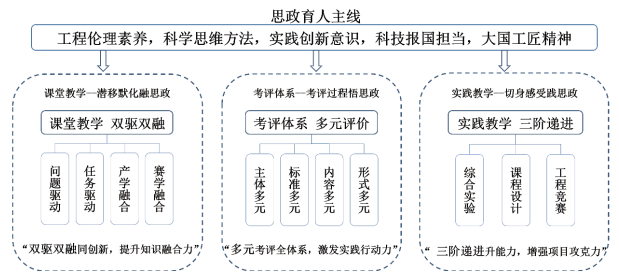 思政育人主线
工程伦理素养，科学思维方法，实践创新意识，科技报国担当，大国工匠精神
课堂教学—潜移默化融思政
课堂教学 双驱双融
问题驱动
任务驱动
产学融合
赛学融合
“双驱双融同创新，提升知识融合力”
考评体系—考评过程悟思政
考评体系 多元评价
主体多元
标准多元
内容多元
形式多元
“多元考评全体系，激发实践行动力”
实践教学—切身感受践思政
实践教学 三阶递进
综合实验
课程设计
工程竞赛
“ 三阶递进升能力，增强项目攻克力”